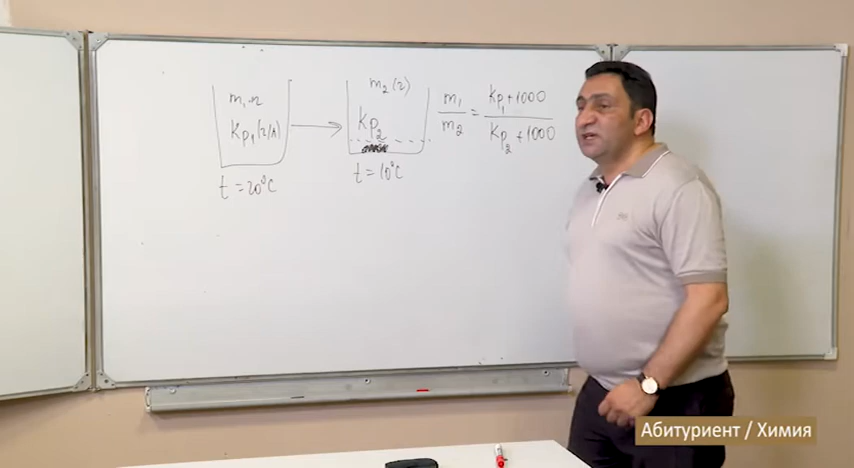 m₁, г
kp₁ (г/л)
t = 20°C
m₂ (г)
kp₂
t = 10°C
m₁/m₂ = (kp₁ + 1000)/(kp₂ + 1000)
Абитуриент / Химия